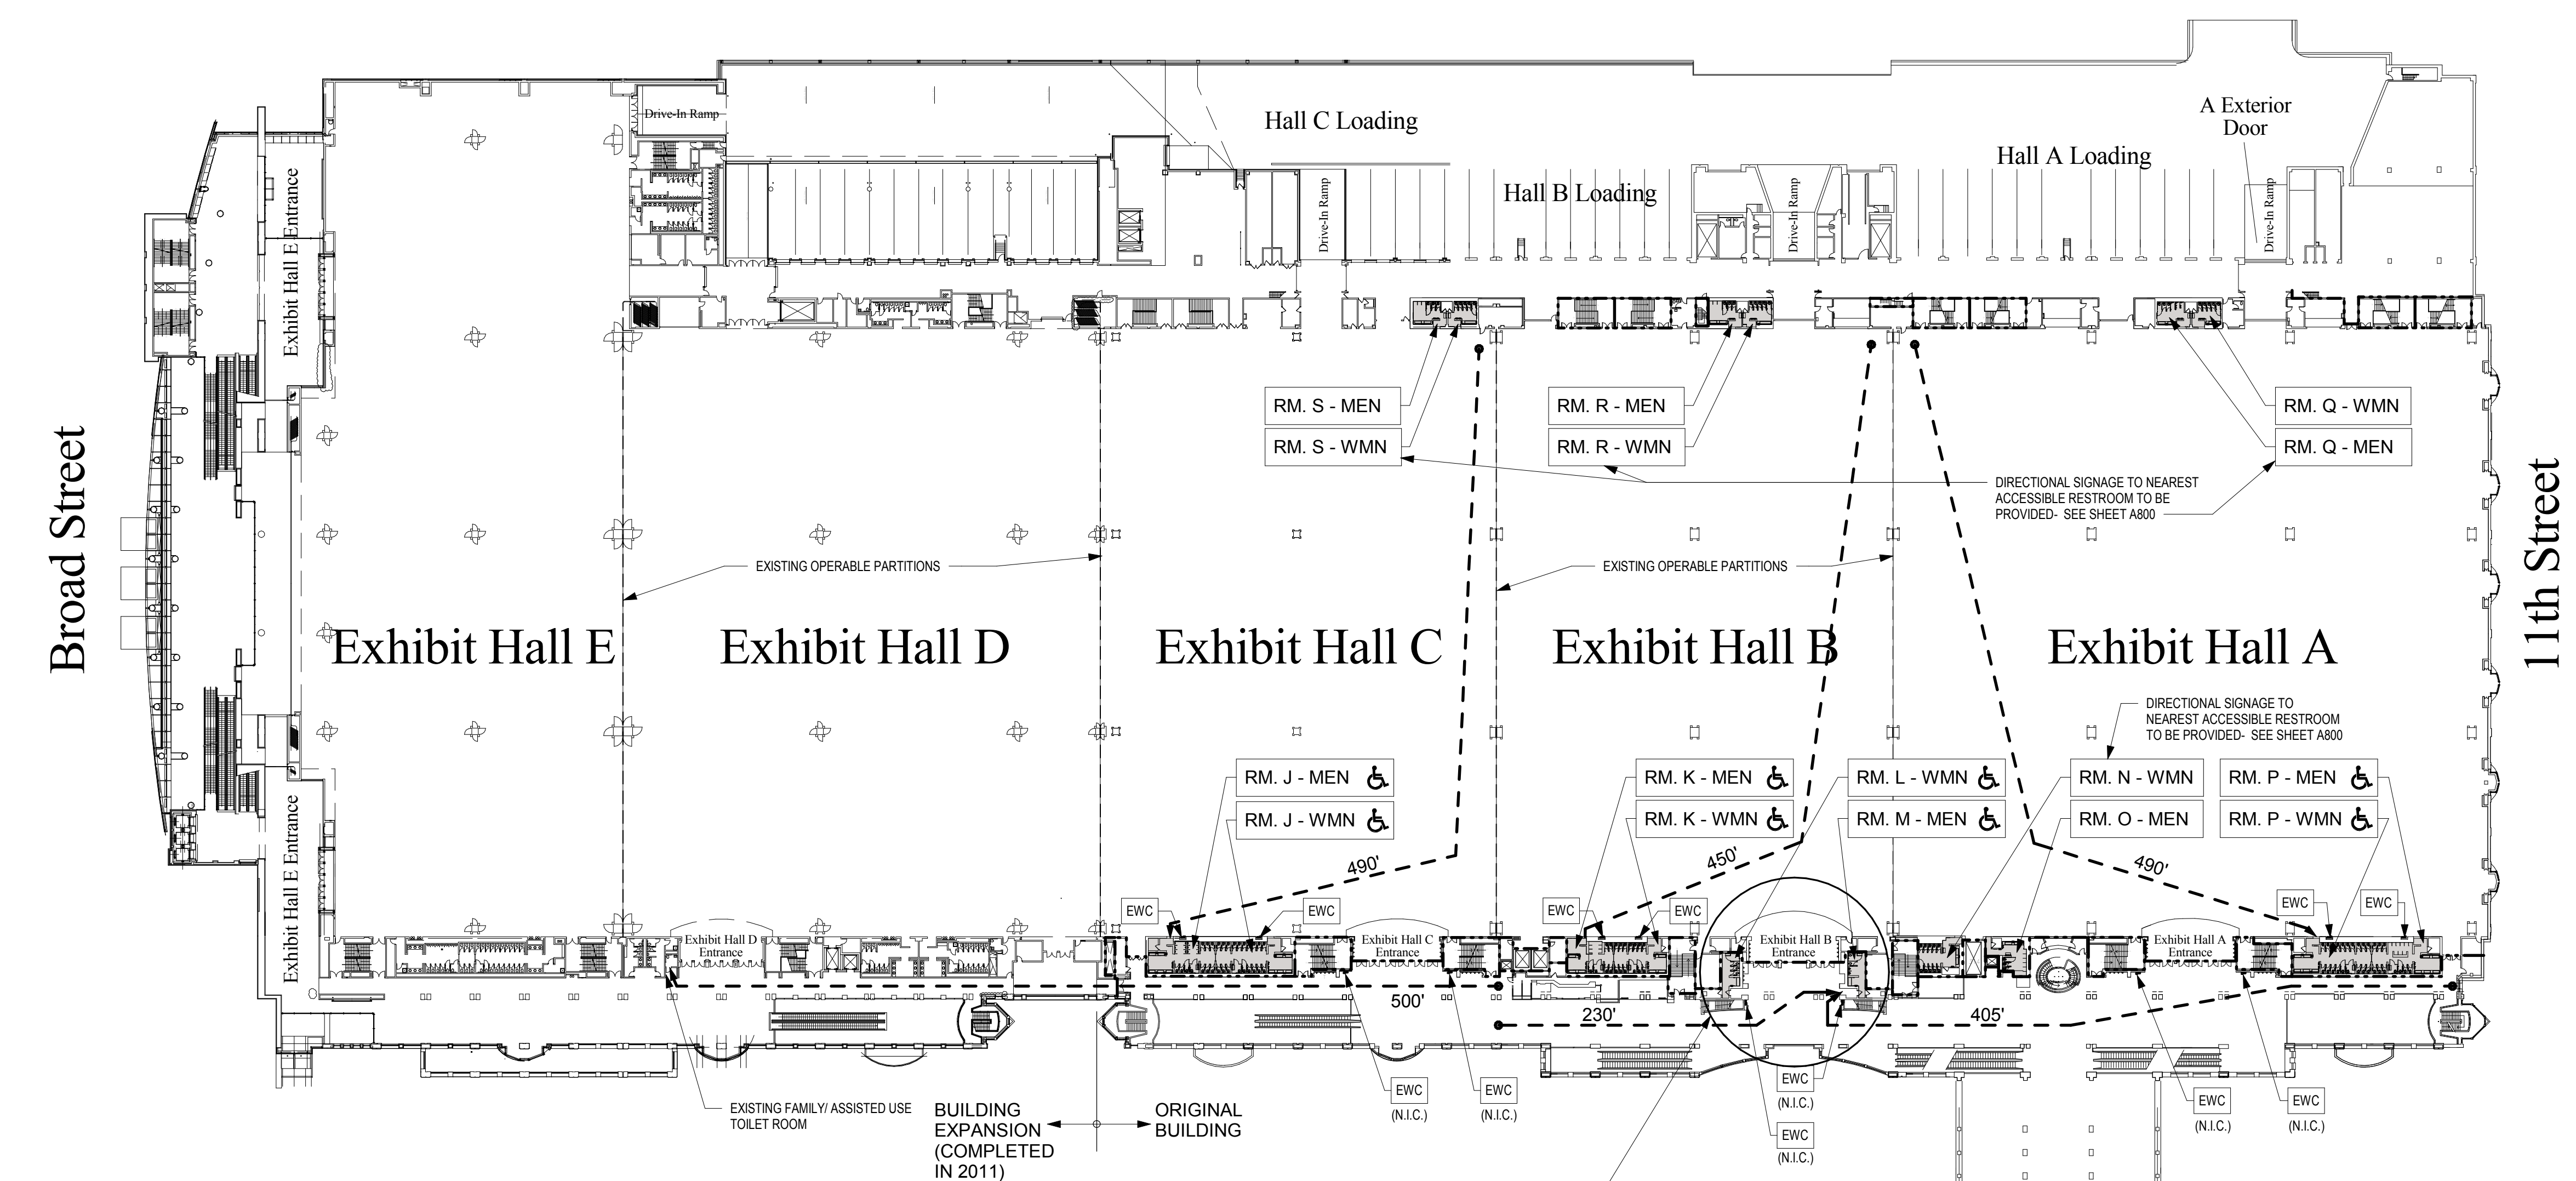 Drive-In Ramp
Hall C Loading
A Exterior
Door
Hall A Loading
Hall B Loading
Drive-In Ramp
Drive-In Ramp
Drive-In Ramp
Exhibit Hall E Entrance
RM. S - MEN
RM. S - WMN
RM. R - MEN
RM. R - WMN
RM. Q - WMN
RM. Q - MEN
DIRECTIONAL SIGNAGE TO NEAREST
ACCESSIBLE RESTROOM TO BE
PROVIDED- SEE SHEET A800
Broad Street
11th Street
EXISTING OPERABLE PARTITIONS
EXISTING OPERABLE PARTITIONS
Exhibit Hall E
Exhibit Hall D
Exhibit Hall C
Exhibit Hall B
Exhibit Hall A
DIRECTIONAL SIGNAGE TO
NEAREST ACCESSIBLE RESTROOM
TO BE PROVIDED- SEE SHEET A800
RM. J - MEN
RM. J - WMN
RM. K - MEN
RM. K - WMN
RM. L - WMN
RM. M - MEN
RM. N - WMN
RM. O - MEN
RM. P - MEN
RM. P - WMN
Exhibit Hall E Entrance
490'
450'
490'
EWC
EWC
EWC
EWC
EWC
EWC
Exhibit Hall D
Entrance
Exhibit Hall C
Entrance
Exhibit Hall B
Entrance
Exhibit Hall A
Entrance
500'
230'
405'
EWC
(N.I.C.)
EWC
(N.I.C.)
EWC
(N.I.C.)
EWC
(N.I.C.)
EWC
(N.I.C.)
EWC
(N.I.C.)
EXISTING FAMILY/ ASSISTED USE
TOILET ROOM
BUILDING
EXPANSION
(COMPLETED
IN 2011)
ORIGINAL
BUILDING